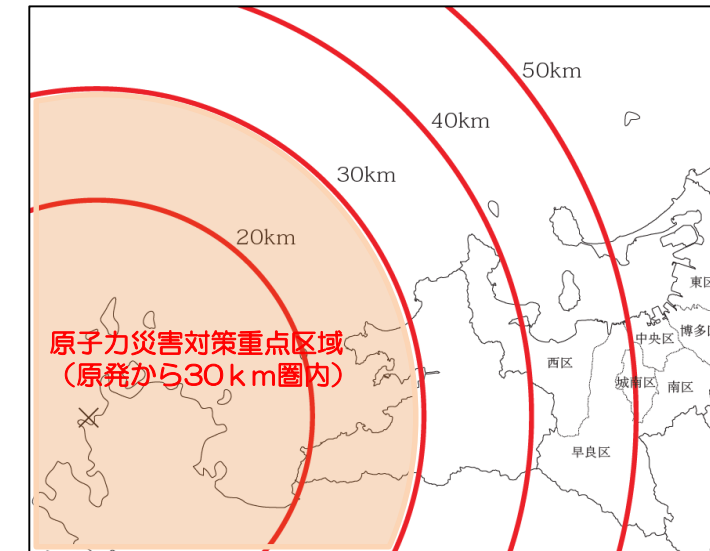 50km
40km
30km
20km
原子力災害対策重点区域
（原発から30ｋm圏内）
東区
博多区
中央区
西区
城南区
南区
早良区